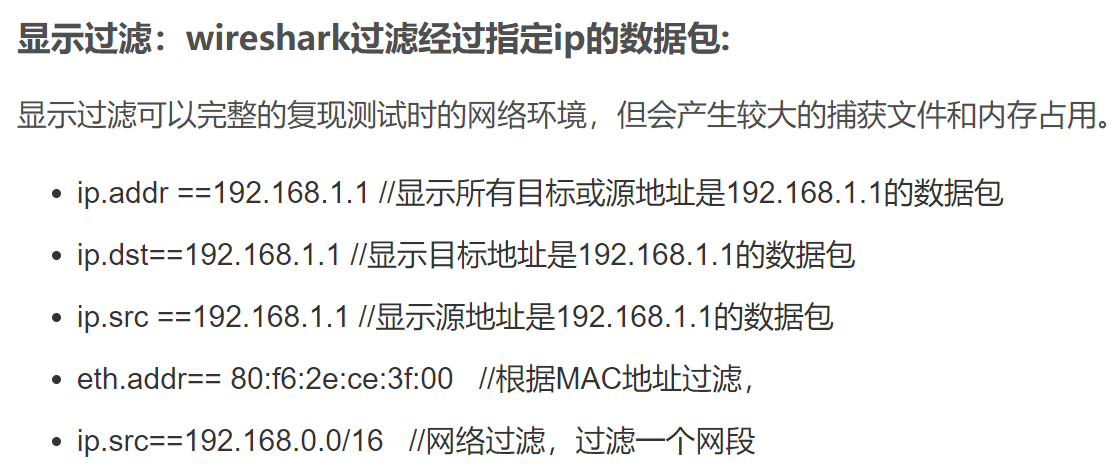 显示过滤：wireshark过滤经过指定ip的数据包:
显示过滤可以完整的复现测试时的网络环境，但会产生较大的捕获文件和内存占用。
• ip.addr ==192.168.1.1 //显示所有目标或源地址是192.168.1.1的数据包
• ip.dst==192.168.1.1 //显示目标地址是192.168.1.1的数据包
• ip.src ==192.168.1.1 //显示源地址是192.168.1.1的数据包
• eth.addr== 80:f6:2e:ce:3f:00 //根据MAC地址过滤，
• ip.src==192.168.0.0/16 //网络过滤，过滤一个网段